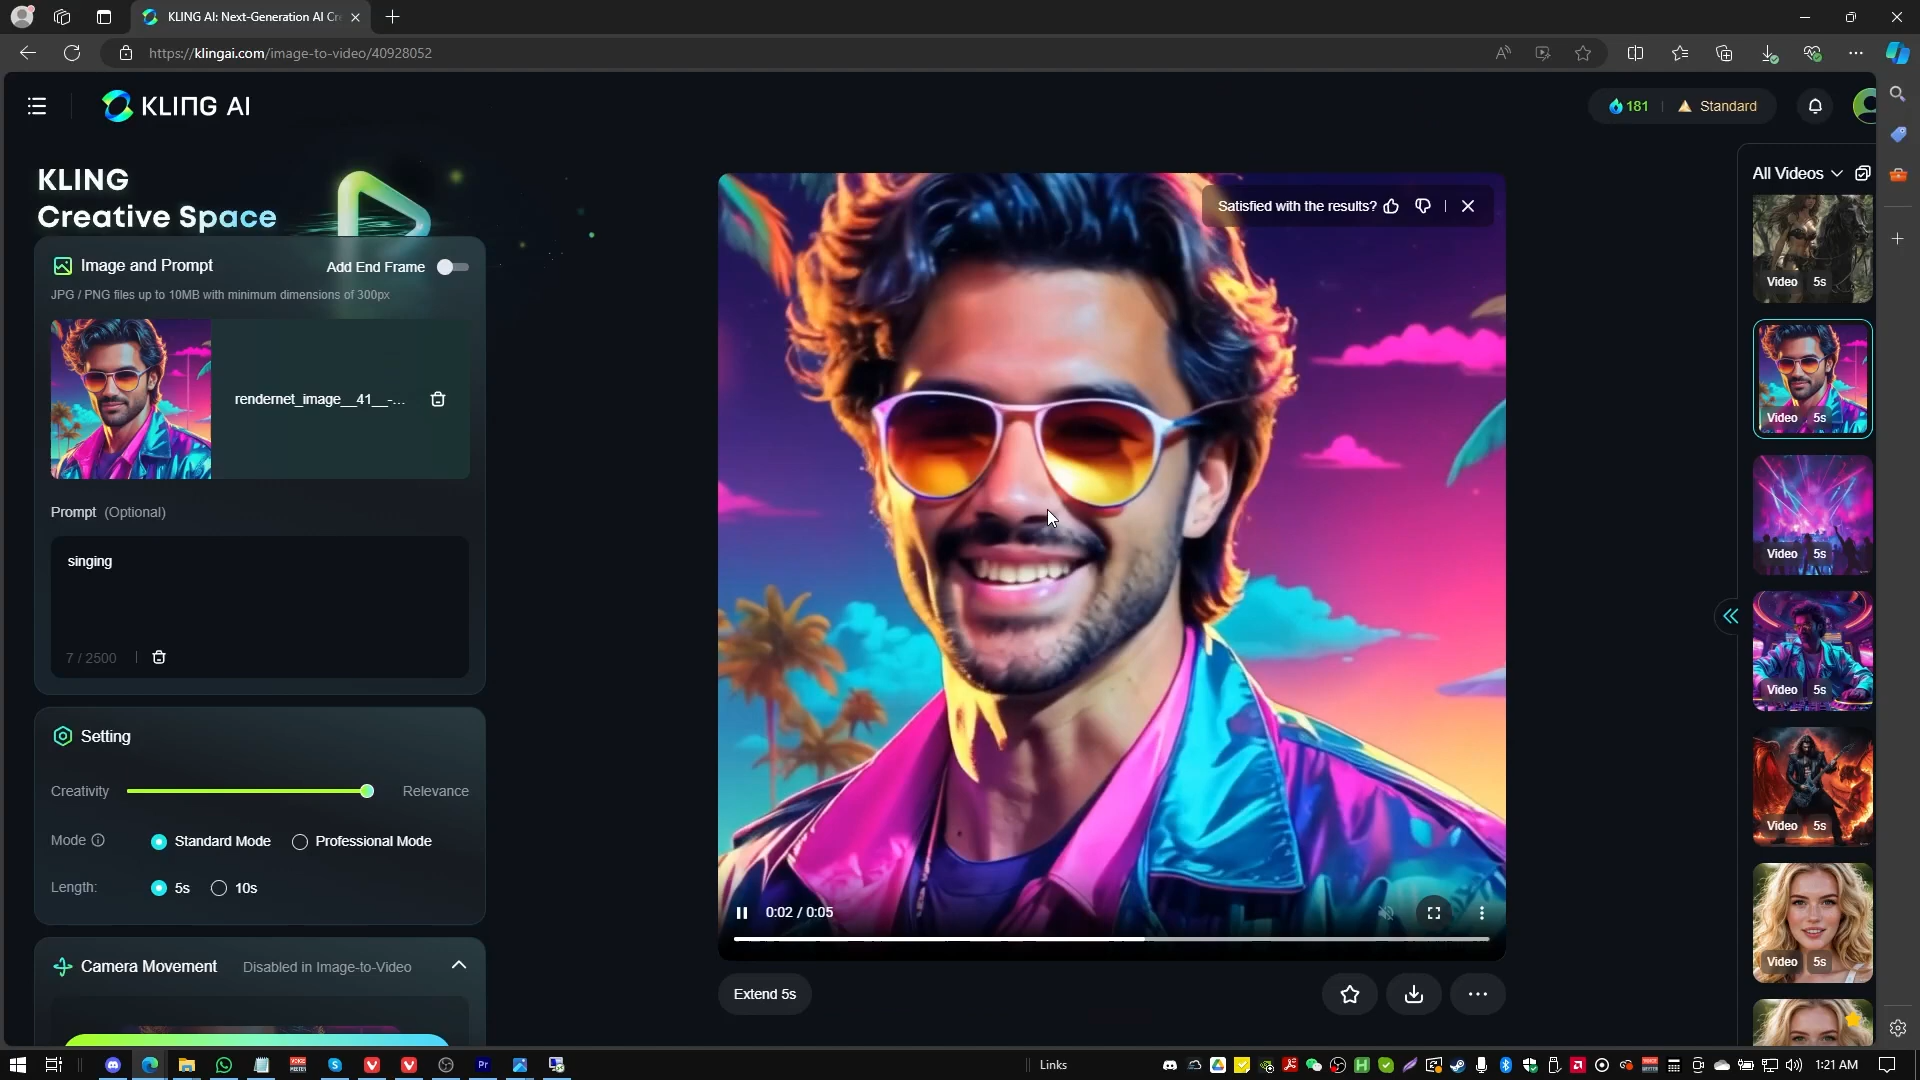 KLING AI: Next-Generation AI Cr
https://klingai.com/image-to-video/40928052
KLING AI
181
Standard
KLING
Creative Space
Image and Prompt
Add End Frame
JPG / PNG files up to 10MB with minimum dimensions of 300px
rendernet_image__41__-...
Prompt (Optional)
singing
7 / 2500
Setting
Creativity
Relevance
Mode
Standard Mode
Professional Mode
Length:
5s
10s
Camera Movement
Disabled in Image-to-Video
Satisfied with the results?
0:02 / 0:05
Extend 5s
All Videos
Video 5s
Video 5s
Video 5s
Video 5s
Video 5s
Video 5s
Links
Pr
1:21 AM